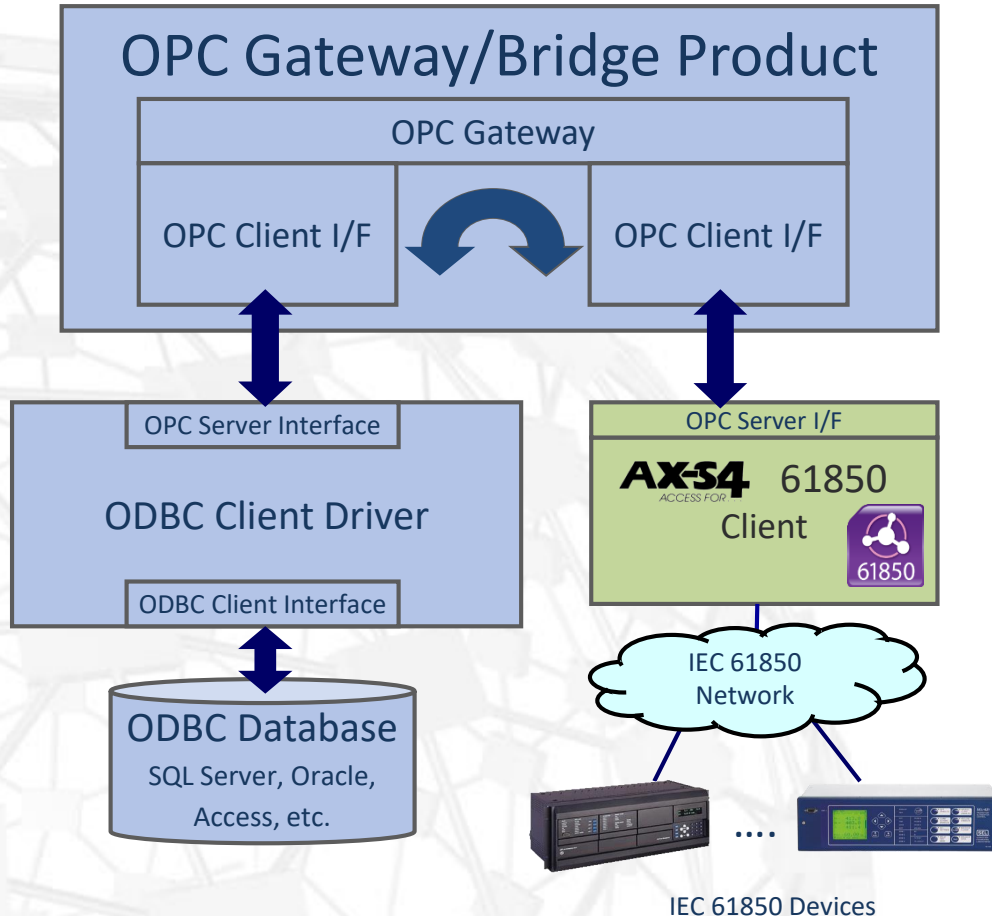 OPC Gateway/Bridge Product
OPC Gateway
OPC Client I/F
OPC Client I/F
OPC Server Interface
ODBC Client Driver
ODBC Client Interface
ODBC Database
SQL Server, Oracle,
Access, etc.
OPC Server I/F
AX-S4 61850
ACCESS FOR
Client
61850
IEC 61850
Network
....
IEC 61850 Devices